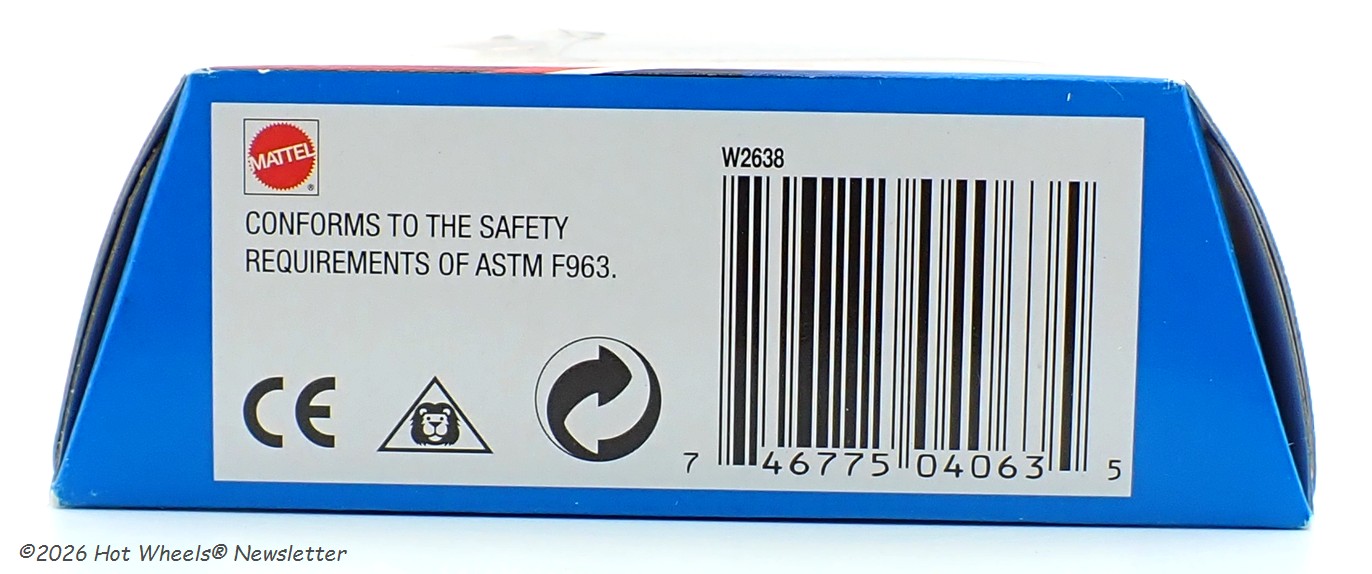 MATTEL
®
CONFORMS TO THE SAFETY
REQUIREMENTS OF ASTM F963.
CE
W2638
7 46775 04063 5
©2026 Hot Wheels® Newsletter